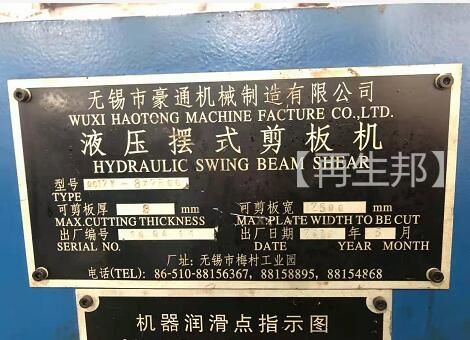 无锡市豪通机械制造有限公司
WUXI HAOTONG MACHINE FACTURE CO.,LTD.
液压摆式剪板机
HYDRAULIC SWING BEAM SHEAR
【再生邦】
型号
TYPE
可剪板厚 8 mm 可剪板宽 2500 mm
MAX.CUTTING THICKNESS MAX.PLATE WIDTH TO BE CUT
出厂编号 出厂日期 年 5 月
SERIAL NO. DATE YEAR MONTH
厂址:无锡市梅村工业园
电话(TEL): 86-510-88156367, 88158895, 88154868
机器润滑点指示图